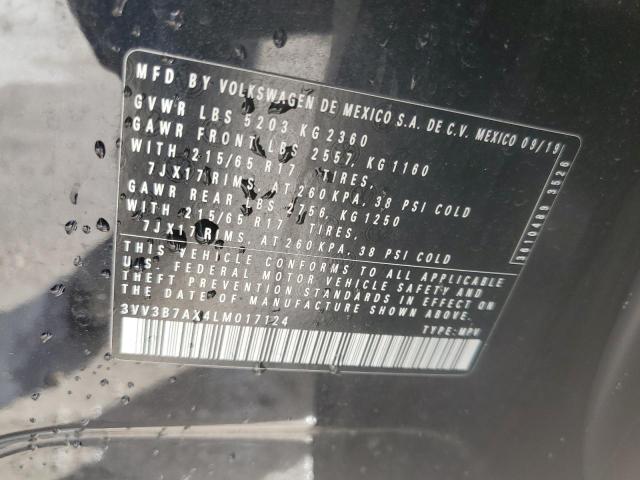 MFD BY VOLKSWAGEN DE MEXICO S.A. DE C.V. MEXICO 09/19
GVWR LBS 5203 KG 2360
GAWR FRONT LBS 2557, KG 1160
WITH 215/65 R17 TIRES,
7JX17 RIMS, AT 260 KPA, 38 PSI COLD
GAWR REAR LBS 2756, KG 1250
WITH 215/65 R17 TIRES,
7JX17 RIMS, AT 260 KPA, 38 PSI COLD
THIS VEHICLE CONFORMS TO ALL APPLICABLE
U.S. FEDERAL MOTOR VEHICLE SAFETY AND
THEFT PREVENTION STANDARDS IN EFFECT ON
THE DATE OF MANUFACTURE SHOWN ABOVE.
3VV3B7AX4LM017124
TYPE: MPV
3010489 3526